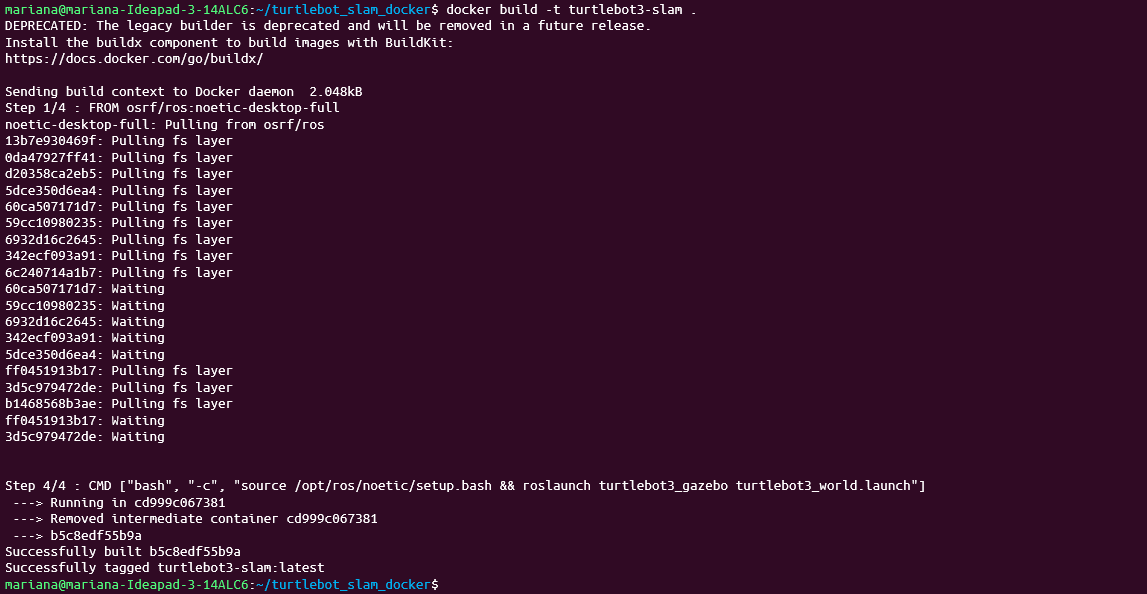 mariana@mariana-Ideapad-3-14ALC6:~/turtlebot_slam_docker$ docker build -t turtlebot3-slam .
DEPRECATED: The legacy builder is deprecated and will be removed in a future release.
Install the buildx component to build images with BuildKit:
https://docs.docker.com/go/buildx/
Sending build context to Docker daemon  2.048kB
Step 1/4 : FROM osrf/ros:noetic-desktop-full
noetic-desktop-full: Pulling from osrf/ros
13b7e930469f: Pulling fs layer
0da47927ff41: Pulling fs layer
d20358ca2eb5: Pulling fs layer
5dce350d6ea4: Pulling fs layer
60ca507171d7: Pulling fs layer
59cc10980235: Pulling fs layer
6932d16c2645: Pulling fs layer
342ecf093a91: Pulling fs layer
6c240714a1b7: Pulling fs layer
60ca507171d7: Waiting
59cc10980235: Waiting
6932d16c2645: Waiting
342ecf093a91: Waiting
5dce350d6ea4: Waiting
ff0451913b17: Pulling fs layer
3d5c979472de: Pulling fs layer
b1468568b3ae: Pulling fs layer
ff0451913b17: Waiting
3d5c979472de: Waiting
Step 4/4 : CMD ["bash", "-c", "source /opt/ros/noetic/setup.bash && roslaunch turtlebot3_gazebo turtlebot3_world.launch"]
 ---> Running in cd999c067381
 ---> Removed intermediate container cd999c067381
 ---> b5c8edf55b9a
Successfully built b5c8edf55b9a
Successfully tagged turtlebot3-slam:latest
mariana@mariana-Ideapad-3-14ALC6:~/turtlebot_slam_docker$